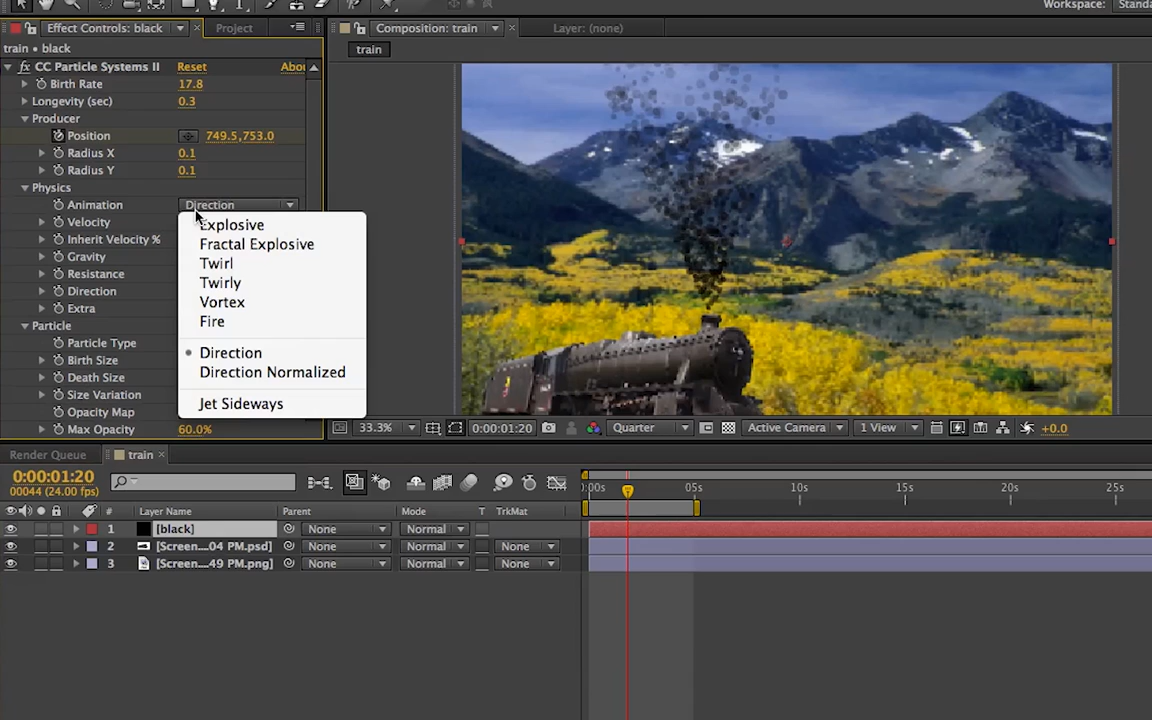 Workspace: Standa
Effect Controls: black
Project
Composition: train
Layer: (none)
train • black
train
fx CC Particle Systems II Reset Abou
Birth Rate 17.8
Longevity (sec) 0.3
Producer
Position 749.5,753.0
Radius X 0.1
Radius Y 0.1
Physics
Animation Direction
Velocity
Inherit Velocity %
Gravity
Resistance
Direction
Extra
Particle
Particle Type
Birth Size
Death Size
Size Variation
Opacity Map
Max Opacity 60.0%
Explosive
Fractal Explosive
Twirl
Twirly
Vortex
Fire
Direction
Direction Normalized
Jet Sideways
33.3% 0:00:01:20 Quarter Active Camera 1 View +0.0
Render Queue train
0:00:01:20
00044 (24.00 fps)
:00s 05s 10s 15s 20s 25s
# Layer Name Parent Mode T TrkMat
1 [black] None Normal
2 [Screen....04 PM.psd] None Normal None
3 [Screen....49 PM.png] None Normal None